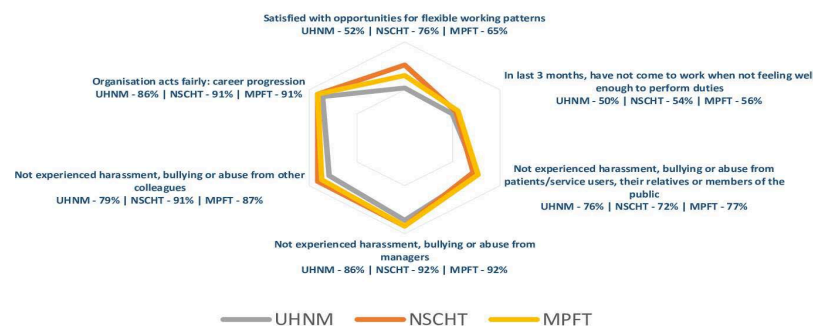 Satisfied with opportunities for flexible working patterns
UHNM - 52% | NSCHT - 76% | MPFT - 65%
Organisation acts fairly: career progression
UHNM - 86% | NSCHT - 91% | MPFT - 91%
In last 3 months, have not come to work when not feeling well
enough to perform duties
UHNM - 50% | NSCHT - 54% | MPFT - 56%
Not experienced harassment, bullying or abuse from other
colleagues
UHNM - 79% | NSCHT - 91% | MPFT - 87%
Not experienced harassment, bullying or abuse from
patients/service users, their relatives or members of the
public
UHNM - 76% | NSCHT - 72% | MPFT - 77%
Not experienced harassment, bullying or abuse from
managers
UHNM - 86% | NSCHT - 92% | MPFT - 92%
UHNM NSCHT MPFT